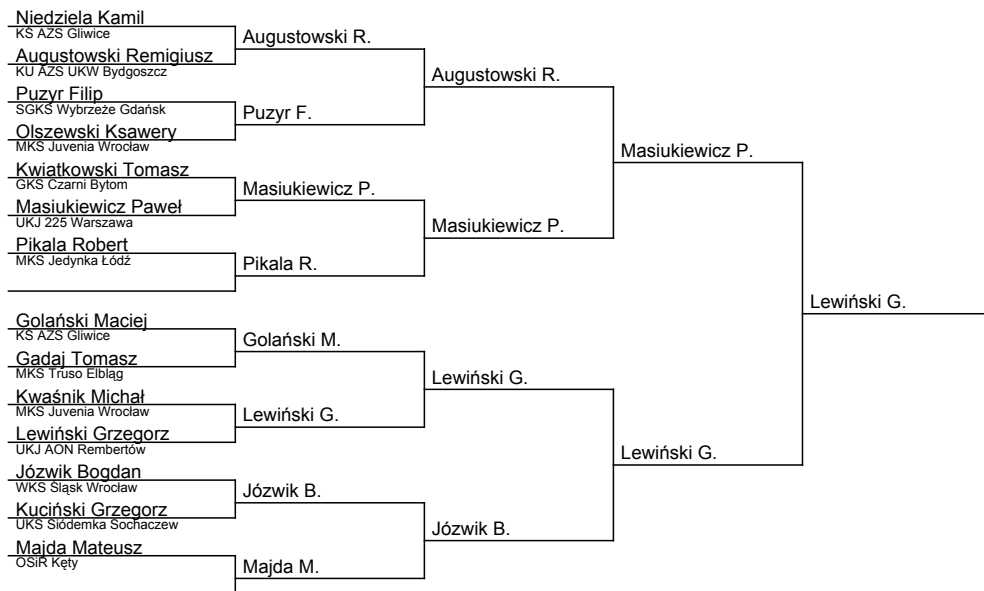 Niedziela Kamil
KS AZS Gliwice
Augustowski R.
Augustowski Remigiusz
KU AZS UKW Bydgoszcz
Augustowski R.
Puzyr Filip
SGKS Wybrzeże Gdańsk
Puzyr F.
Olszewski Ksawery
MKS Juvenia Wrocław
Masiukiewicz P.
Kwiatkowski Tomasz
GKS Czarni Bytom
Masiukiewicz P.
Masiukiewicz Paweł
UKJ 225 Warszawa
Masiukiewicz P.
Pikala Robert
MKS Jedynka Łódź
Pikala R.
Lewiński G.
Golański Maciej
KS AZS Gliwice
Golański M.
Gadaj Tomasz
MKS Truso Elbląg
Lewiński G.
Kwaśnik Michał
MKS Juvenia Wrocław
Lewiński G.
Lewiński Grzegorz
UKJ AON Rembertów
Lewiński G.
Józwik Bogdan
WKS Śląsk Wrocław
Józwik B.
Kuciński Grzegorz
UKS Siódemka Sochaczew
Józwik B.
Majda Mateusz
OSiR Kęty
Majda M.